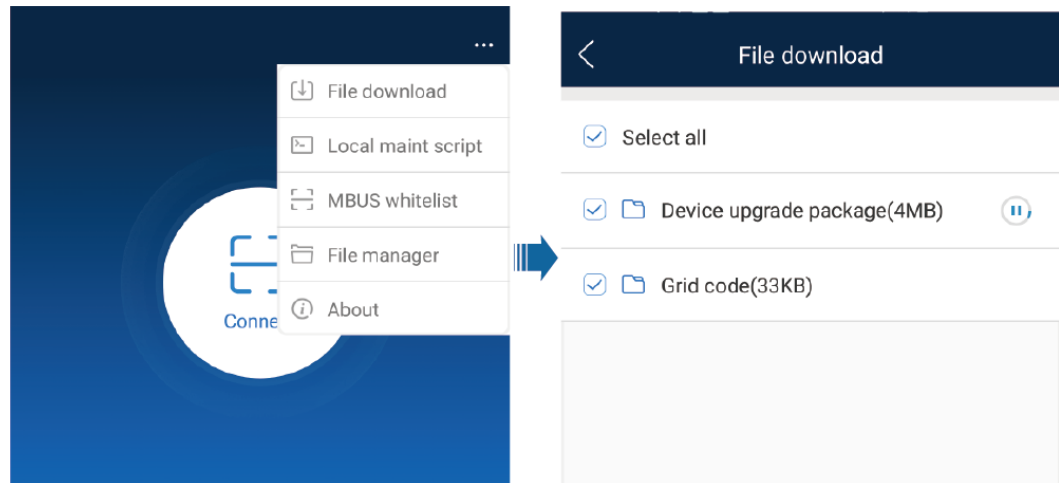 ...
File download
Local maint script
MBUS whitelist
File manager
About
Conne
File download
Select all
Device upgrade package(4MB)
Grid code(33KB)